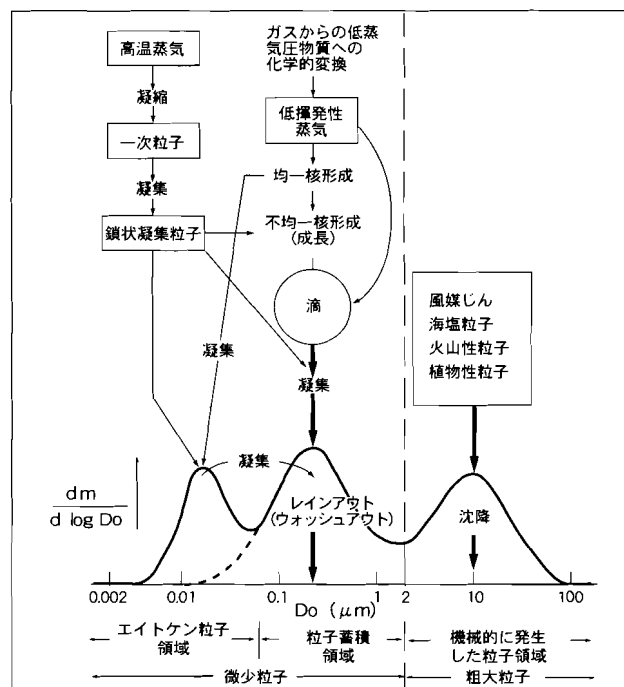 高温蒸気
凝縮
一次粒子
凝集
鎖状凝集粒子
ガスからの低蒸
気圧物質への
化学的変換
低揮発性
蒸気
均一核形成
不均一核形成
(成長)
滴
凝集
凝集
風媒じん
海塩粒子
火山性粒子
植物性粒子
凝集
レインアウト
(ウォッシュアウト)
沈降
dm
d log Do
0.002
0.01
0.1
1
2
10
100
Do (μm)
エイトケン粒子
領域
粒子蓄積
領域
機械的に発生
した粒子領域
微少粒子
粗大粒子